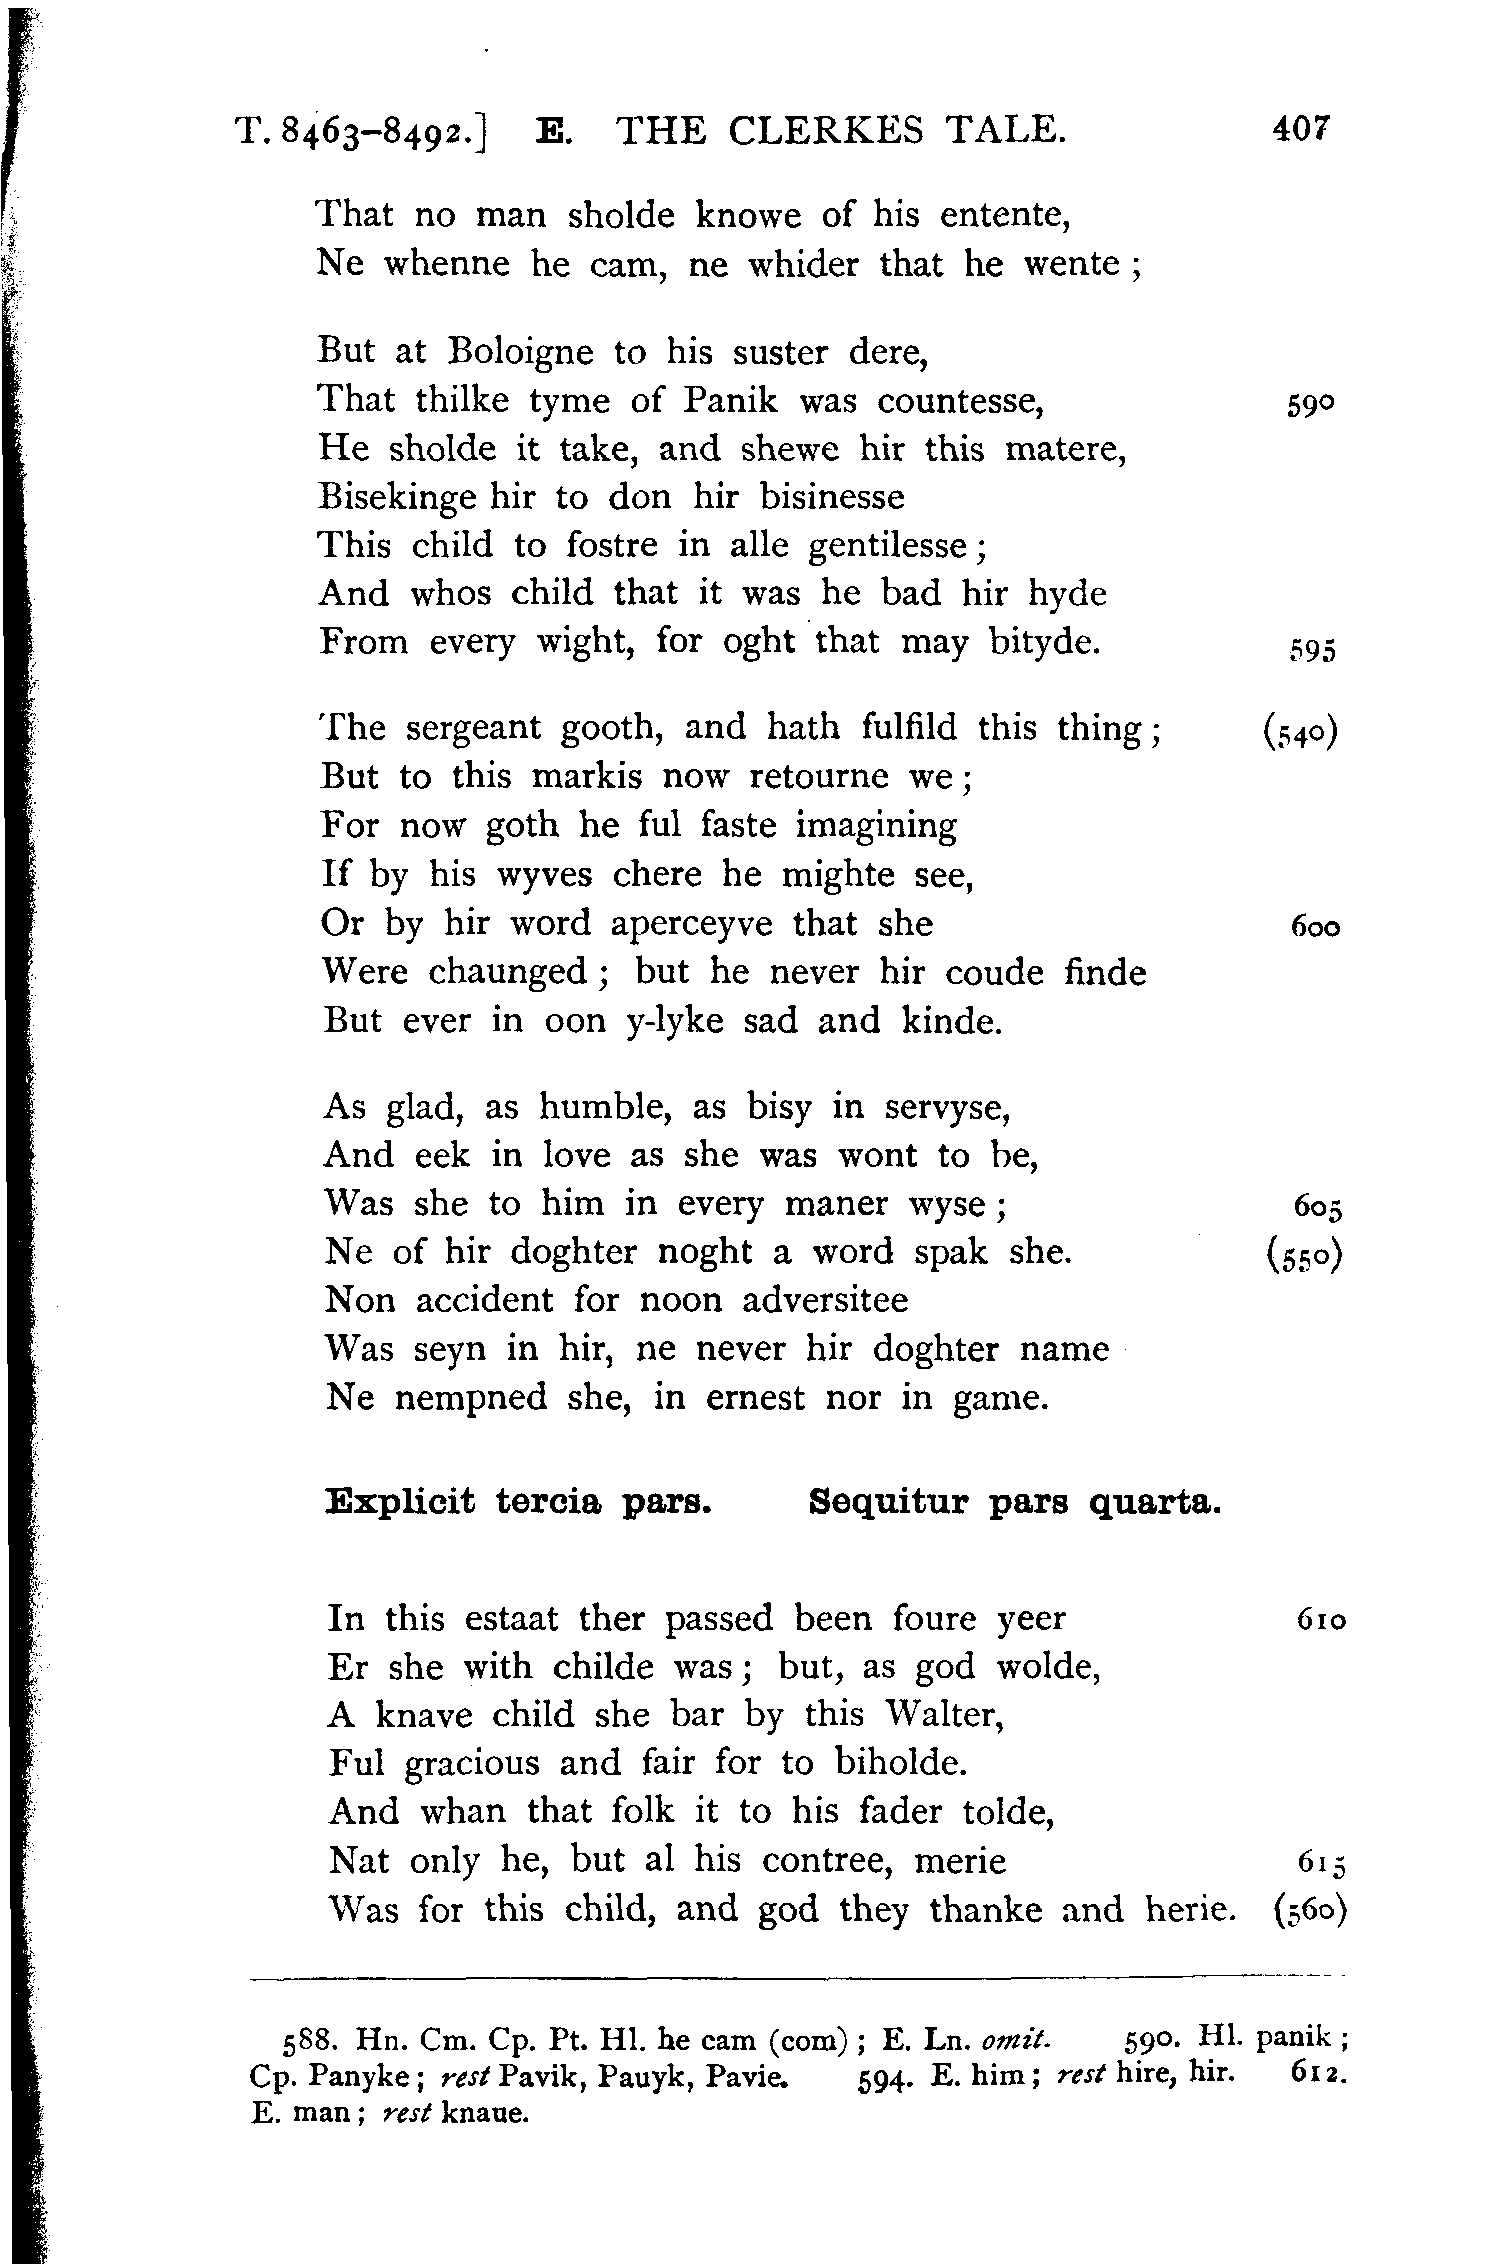 T. 8463–8492.] E. THE CLERKES TALE. 407
That no man sholde knowe of his entente,
Ne whenne he cam, ne whider that he wente ;
But at Boloigne to his suster dere,
That thilke tyme of Panik was countesse, 590
He sholde it take, and shewe hir this matere,
Bisekinge hir to don hir bisinesse
This child to fostre in alle gentilesse ;
And whos child that it was he bad hir hyde
From every wight, for oght that may bityde. 595
The sergeant gooth, and hath fulfild this thing ; (540)
But to this markis now retourne we ;
For now goth he ful faste imagining
If by his wyves chere he mighte see,
Or by hir word aperceyve that she 600
Were chaunged ; but he never hir coude finde
But ever in oon y-lyke sad and kinde.
As glad, as humble, as bisy in servyse,
And eek in love as she was wont to be,
Was she to him in every maner wyse ; 605
Ne of hir doghter noght a word spak she. (550)
Non accident for noon adversitee
Was seyn in hir, ne never hir doghter name
Ne nempned she, in ernest nor in game.
Explicit tercia pars. Sequitur pars quarta.
In this estaat ther passed been foure yeer 610
Er she with childe was ; but, as god wolde,
A knave child she bar by this Walter,
Ful gracious and fair for to biholde.
And whan that folk it to his fader tolde,
Nat only he, but al his contree, merie 615
Was for this child, and god they thanke and herie. (560)
588. Hn. Cm. Cp. Pt. Hl. he cam (com) ; E. Ln. omit. 590. Hl. panik ;
Cp. Panyke ; rest Pavik, Pauyk, Pavie. 594. E. him ; rest hire, hir. 612.
E. man ; rest knaue.